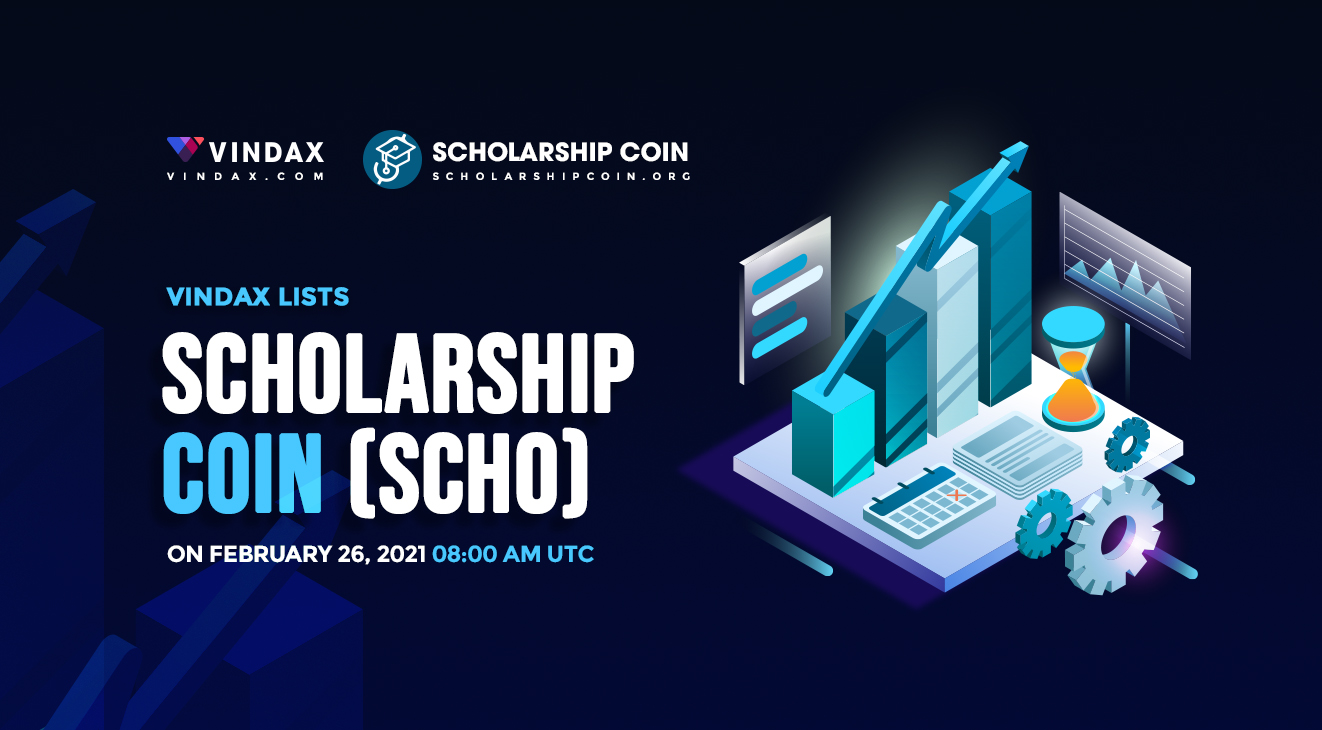 VINDAX
VINDAX.COM
SCHOLARSHIP COIN
SCHOLARSHIPCOIN.ORG
VINDAX LISTS
SCHOLARSHIP
COIN (SCHO)
ON FEBRUARY 26, 2021 08:00 AM UTC